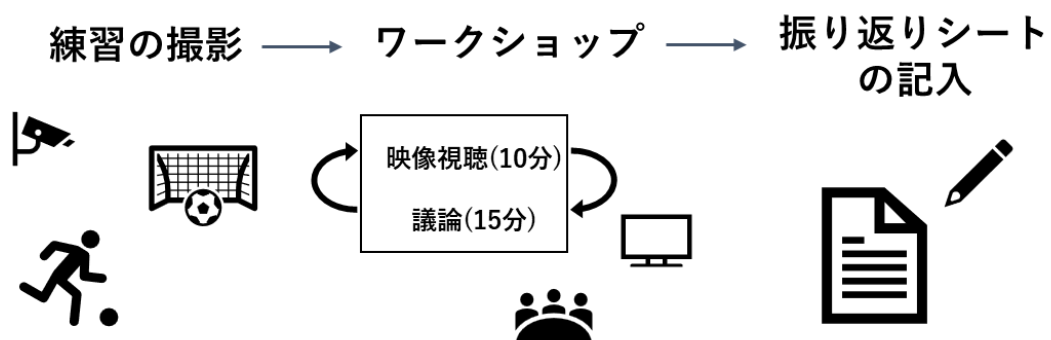 練習の撮影
ワークショップ
振り返りシート
の記入
映像視聴(10分)
議論(15分)